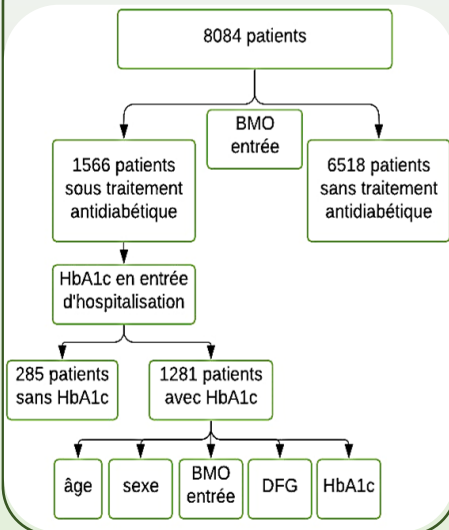 8084 patients
BMO
entrée
1566 patients
sous traitement
antidiabétique
6518 patients
sans traitement
antidiabétique
HbA1c en entrée
d'hospitalisation
285 patients
sans HbA1c
1281 patients
avec HbA1c
âge
sexe
BMO
entrée
DFG
HbA1c